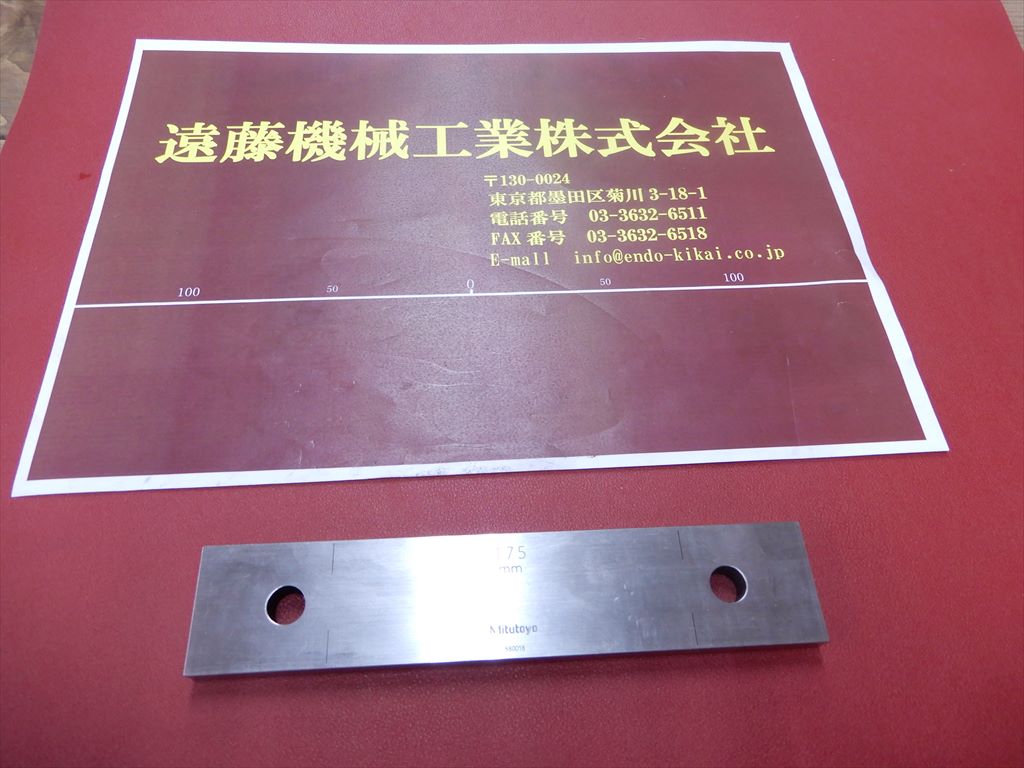 遠藤機械工業株式会社
〒130-0024
東京都墨田区菊川 3-18-1
電話番号 03-3632-6511
FAX 番号 03-3632-6518
E-mall info@endo-kikai.co.jp
100 50 0 50 100
175
mm
Mitutoyo